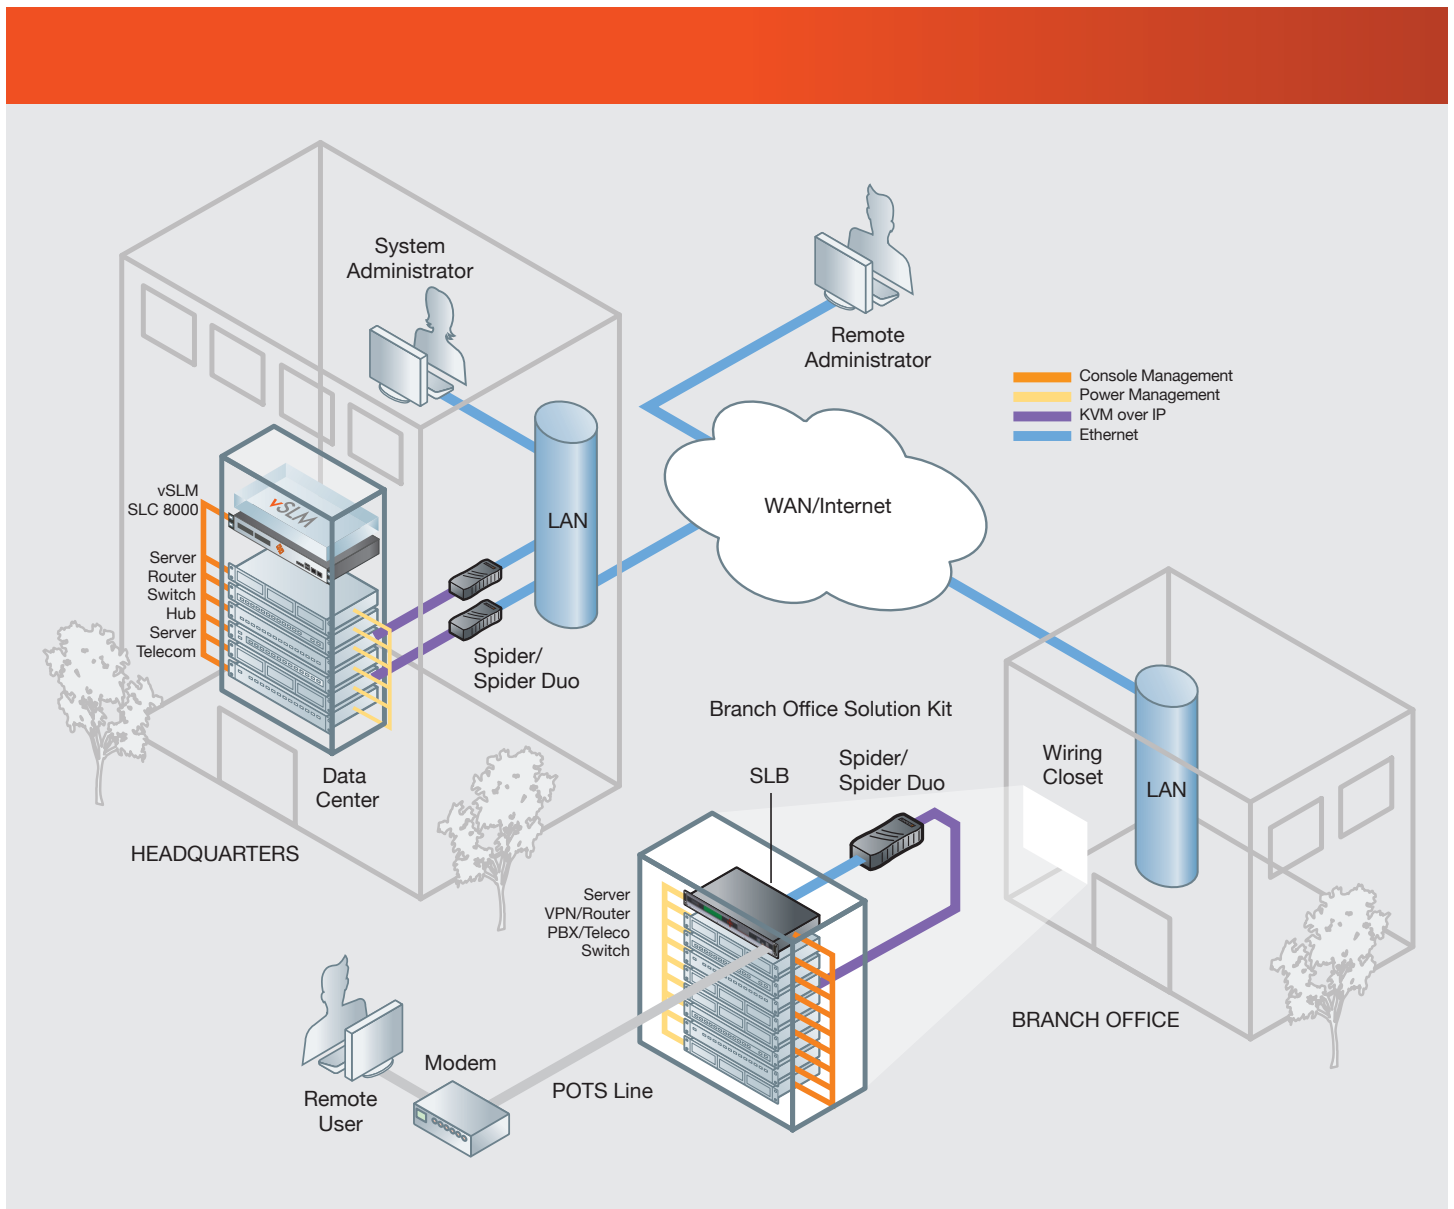 System
Administrator
Remote
Administrator
Console Management
Power Management
KVM over IP
Ethernet
vSLM
SLC 8000
vSLM
LAN
WAN/Internet
Server
Router
Switch
Hub
Server
Telecom
Spider/
Spider Duo
Data
Center
HEADQUARTERS
Branch Office Solution Kit
SLB
Spider/
Spider Duo
Wiring
Closet
LAN
Server
VPN/Router
PBX/Teleco
Switch
BRANCH OFFICE
Modem
POTS Line
Remote
User